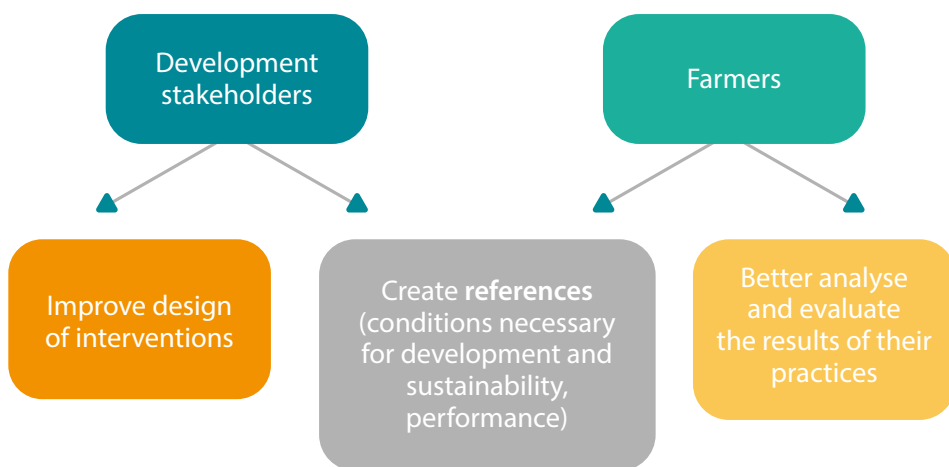 Development
stakeholders
Farmers
Improve design
of interventions
Create references
(conditions necessary
for development and
sustainability,
performance)
Better analyse
and evaluate
the results of their
practices